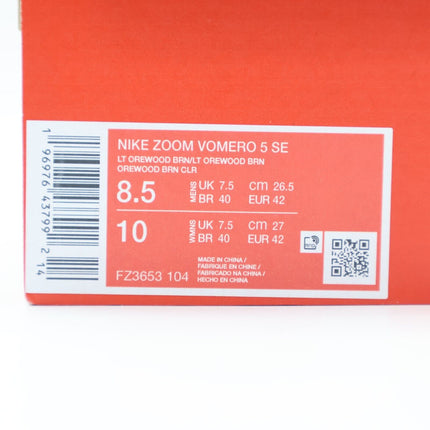 NIKE ZOOM VOMERO 5 SE
LT OREWOOD BRN/LT OREWOOD BRN
OREWOOD BRN CLR
8.5 MENS UK 7.5 CM 26.5
BR 40 EUR 42
10 WMNS UK 7.5 CM 27
BR 40 EUR 42
MADE IN CHINA /
FABRIQUE EN CHINE /
FABRICADO NA CHINA /
HECHO EN CHINA
FZ3653 104
1 96976 43799 2 14